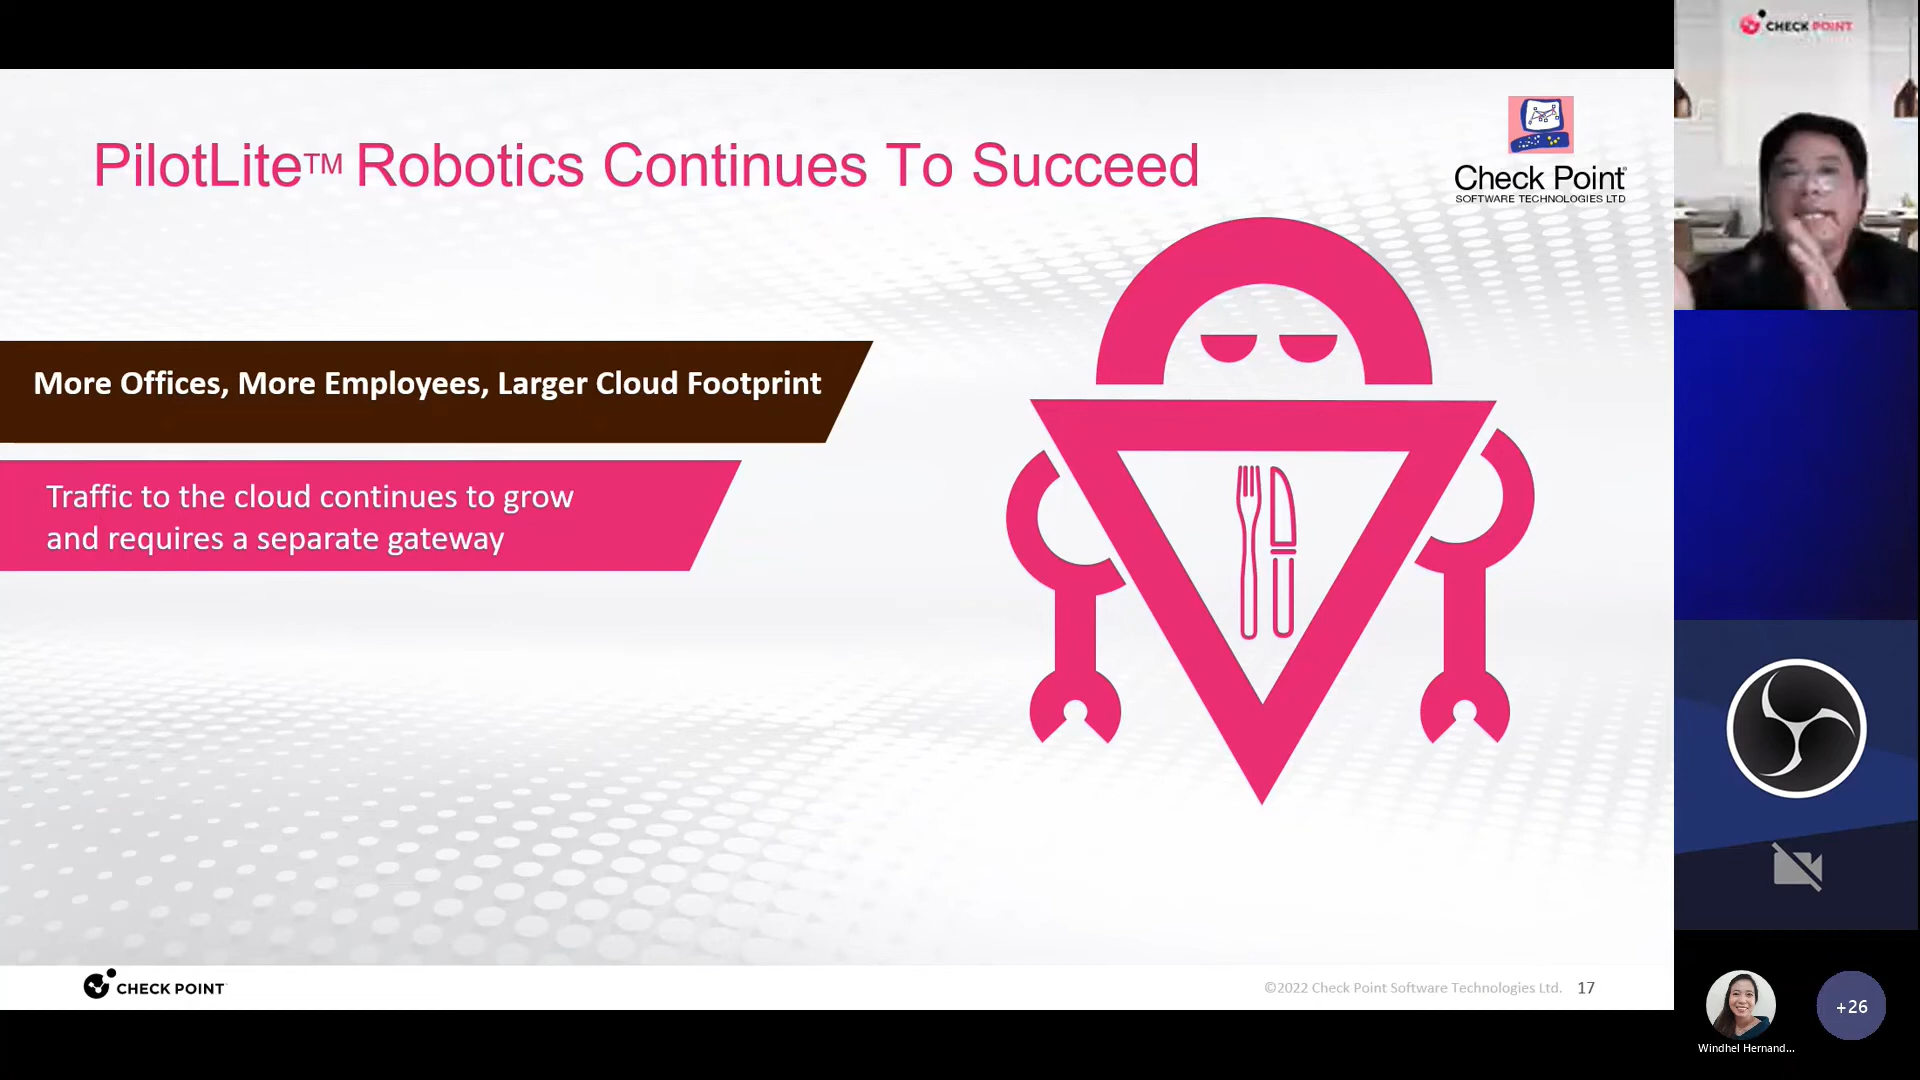 PilotLite™ Robotics Continues To Succeed
Check Point
SOFTWARE TECHNOLOGIES LTD
More Offices, More Employees, Larger Cloud Footprint
Traffic to the cloud continues to grow
and requires a separate gateway
CHECK POINT
©2022 Check Point Software Technologies Ltd. 17
CHECK POINT
+26
Windhel Hernand...